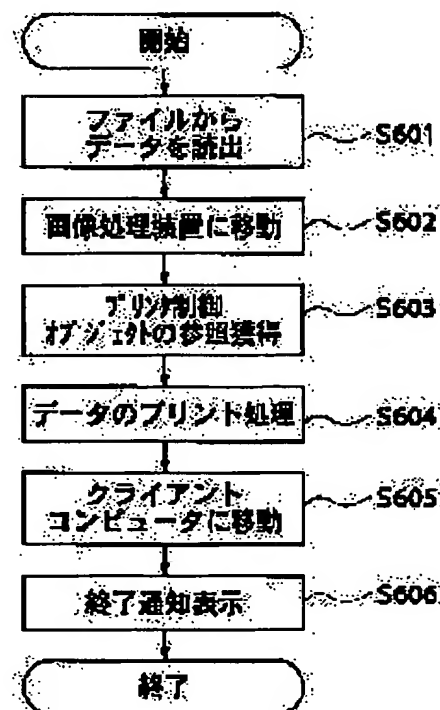 開始
ファイルから
データを読出
S601
画像処理装置に移動
S602
プリンタ制御
オブジェクトの参照獲得
S603
データのプリント処理
S604
クライアント
コンピュータに移動
S605
終了通知表示
S606
終了